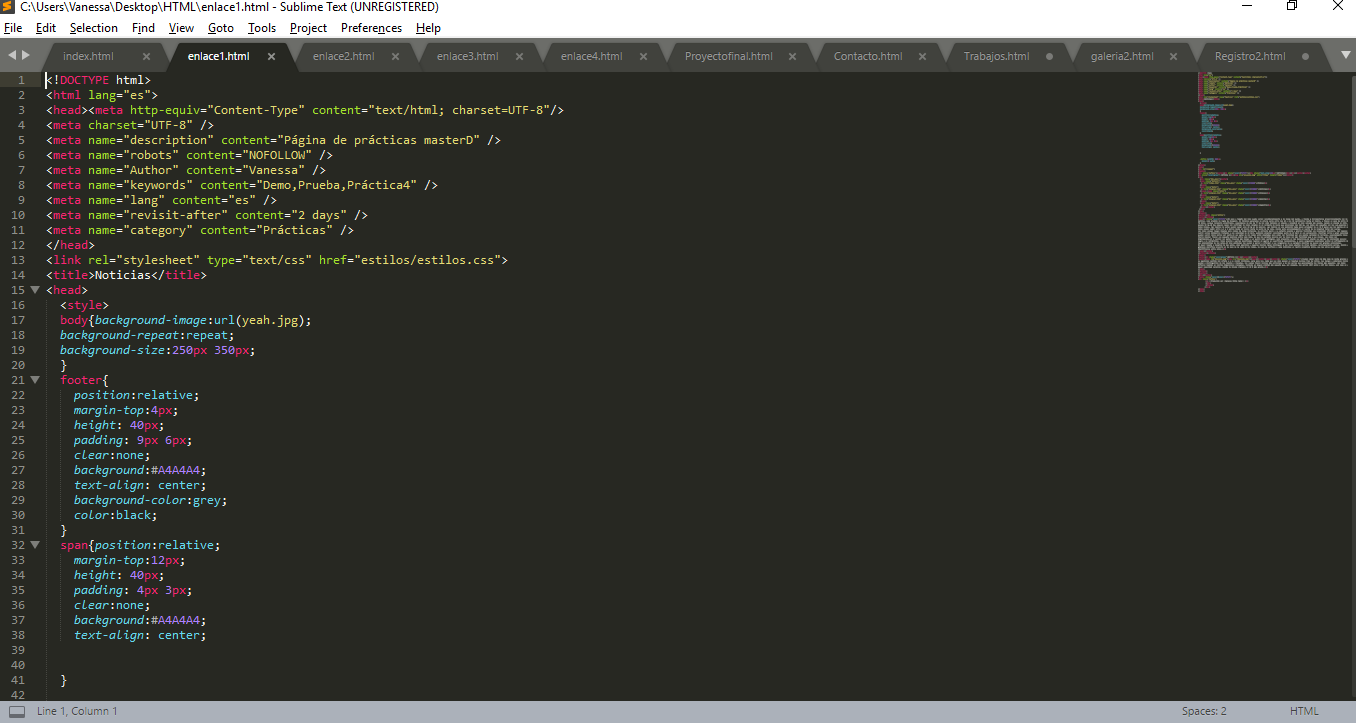 C:\Users\Vanessa\Desktop\HTML\enlace1.html - Sublime Text (UNREGISTERED)
File Edit Selection Find View Goto Tools Project Preferences Help
index.html enlace1.html enlace2.html enlace3.html enlace4.html Proyectofinal.html Contacto.html Trabajos.html galeria2.html Registro2.html
1 <!DOCTYPE html>
2 <html lang="es">
3 <head><meta http-equiv="Content-Type" content="text/html; charset=UTF-8"/>
4 <meta charset="UTF-8" />
5 <meta name="description" content="Página de prácticas masterD" />
6 <meta name="robots" content="NOFOLLOW" />
7 <meta name="Author" content="Vanessa" />
8 <meta name="keywords" content="Demo,Prueba,Práctica4" />
9 <meta name="lang" content="es" />
10 <meta name="revisit-after" content="2 days" />
11 <meta name="category" content="Prácticas" />
12 </head>
13 <link rel="stylesheet" type="text/css" href="estilos/estilos.css">
14 <title>Noticias</title>
15 <head>
16 <style>
17 body{background-image:url(yeah.jpg);
18 background-repeat:repeat;
19 background-size:250px 350px;
20 }
21 footer{
22 position:relative;
23 margin-top:4px;
24 height: 40px;
25 padding: 9px 6px;
26 clear:none;
27 background:#A4A4A4;
28 text-align: center;
29 background-color:grey;
30 color:black;
31 }
32 span{position:relative;
33 margin-top:12px;
34 height: 40px;
35 padding: 4px 3px;
36 clear:none;
37 background:#A4A4A4;
38 text-align: center;
39
40
41 }
42
Line 1, Column 1 Spaces: 2 HTML